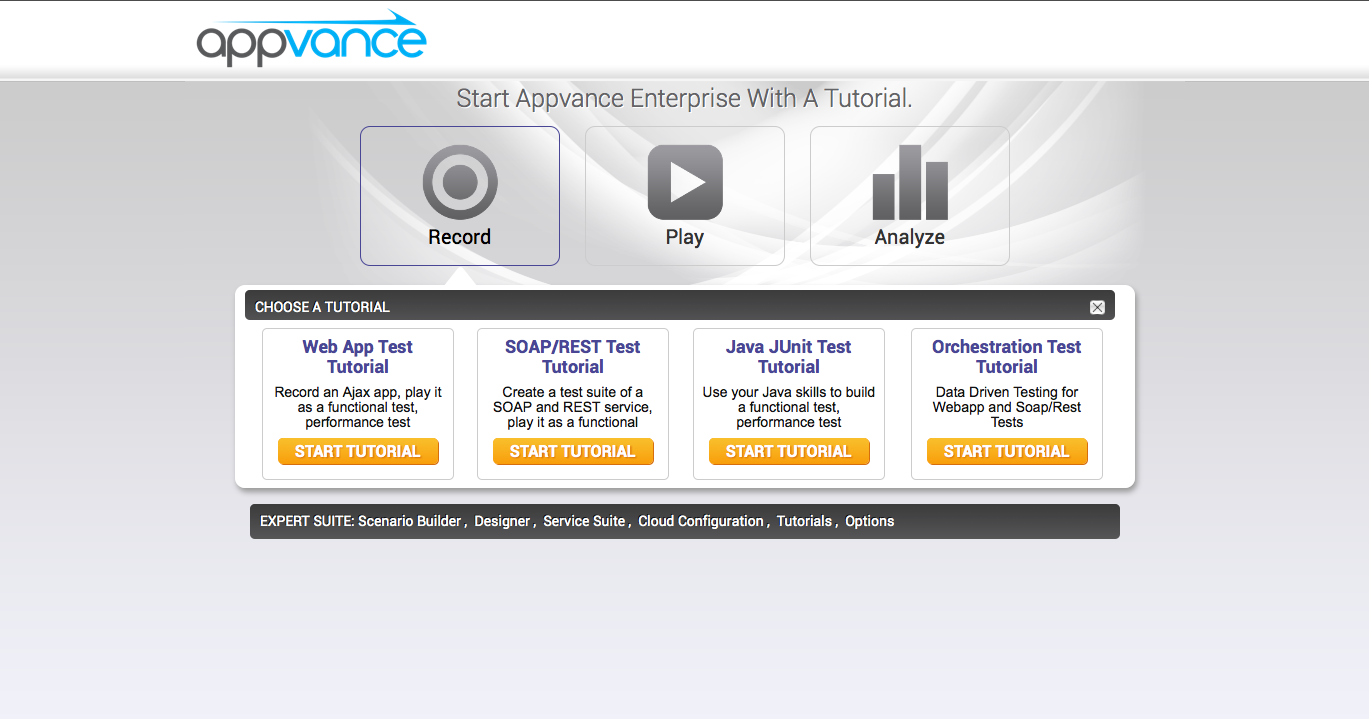 appvance
Start Appvance Enterprise With A Tutorial.
Record
Play
Analyze
CHOOSE A TUTORIAL
Web App Test
Tutorial
Record an Ajax app, play it
as a functional test,
performance test
START TUTORIAL
SOAP/REST Test
Tutorial
Create a test suite of a
SOAP and REST service,
play it as a functional
START TUTORIAL
Java JUnit Test
Tutorial
Use your Java skills to build
a functional test,
performance test
START TUTORIAL
Orchestration Test
Tutorial
Data Driven Testing for
Webapp and Soap/Rest
Tests
START TUTORIAL
EXPERT SUITE: Scenario Builder , Designer , Service Suite , Cloud Configuration , Tutorials , Options